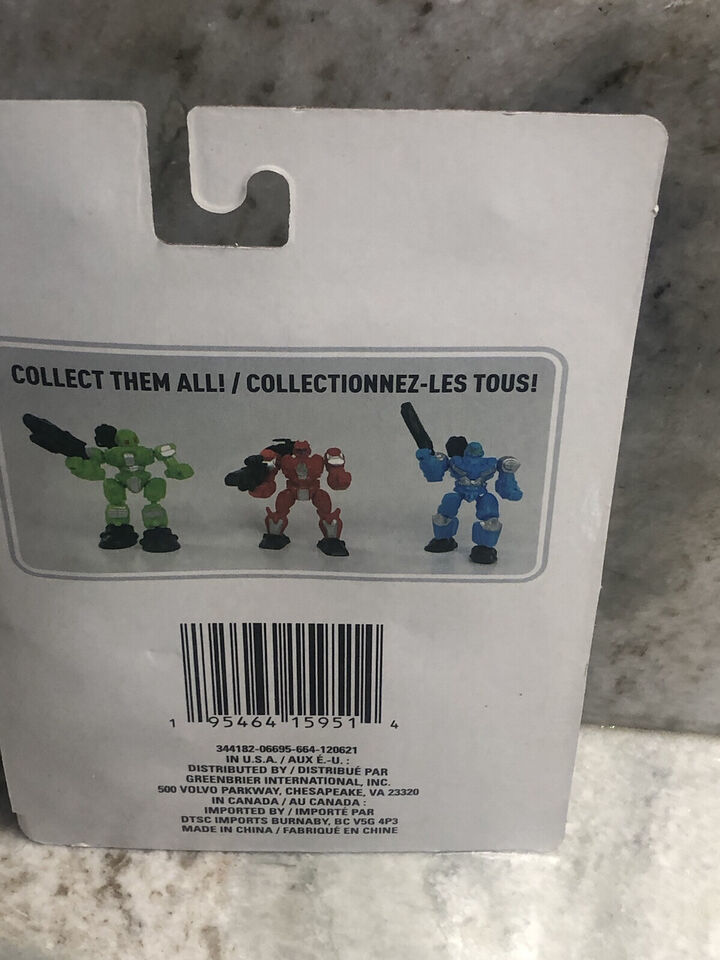 COLLECT THEM ALL! / COLLECTIONNEZ-LES TOUS!
1 95464 15951 4
344182-06695-664-120621
IN U.S.A. / AUX É.-U. :
DISTRIBUTED BY / DISTRIBUÉ PAR
GREENBRIER INTERNATIONAL, INC.
500 VOLVO PARKWAY, CHESAPEAKE, VA 23320
IN CANADA / AU CANADA :
IMPORTED BY / IMPORTÉ PAR
DTSC IMPORTS BURNABY, BC V5G 4P3
MADE IN CHINA / FABRIQUÉ EN CHINE